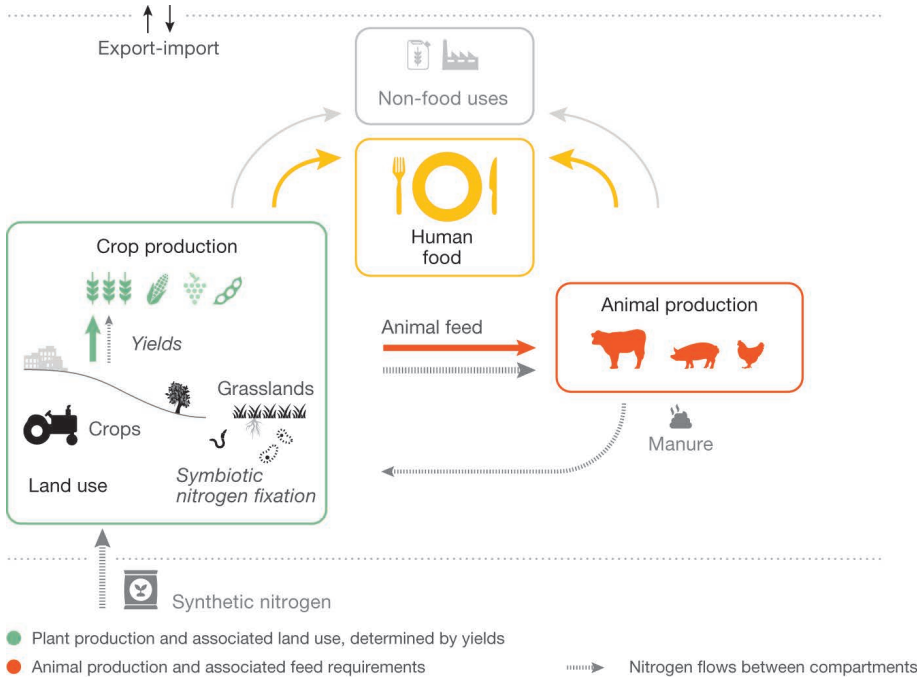 Export-import
Non-food uses
Human
food
Crop production
Yields
Grasslands
Crops
Symbiotic
nitrogen fixation
Land use
Animal feed
Animal production
Manure
Synthetic nitrogen
Plant production and associated land use, determined by yields
Animal production and associated feed requirements
Nitrogen flows between compartments